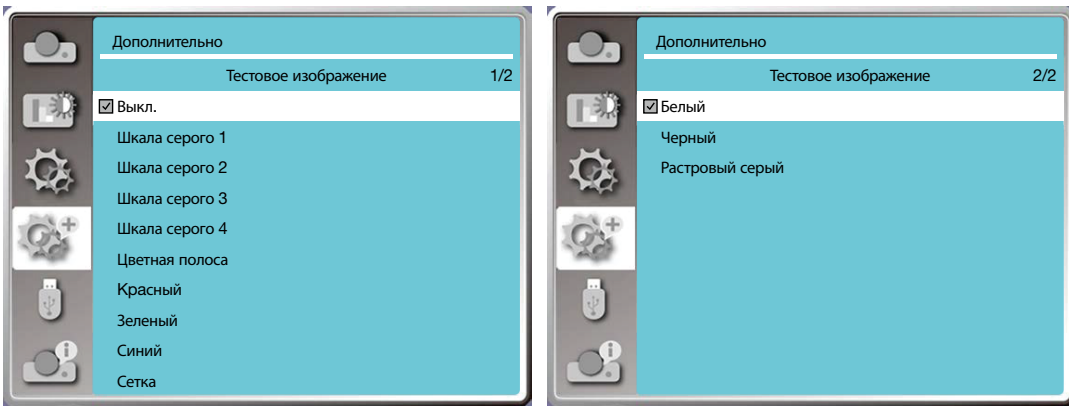 Дополнительно
Тестовое изображение 1/2
Выкл.
Шкала серого 1
Шкала серого 2
Шкала серого 3
Шкала серого 4
Цветная полоса
Красный
Зеленый
Синий
Сетка
Дополнительно
Тестовое изображение 2/2
Белый
Черный
Растровый серый